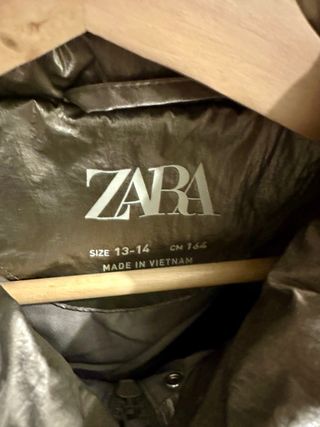 ZARA
SIZE 13-14 CM 164
MADE IN VIETNAM